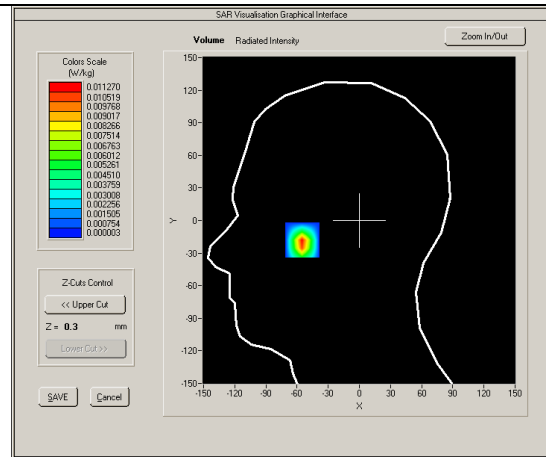 SAR Visualisation Graphical Interface
Volume Radiated Intensity
Zoom In/Out
Colors Scale
(W/kg)
0.011270
0.010519
0.009768
0.009017
0.008266
0.007514
0.006763
0.006012
0.005261
0.004510
0.003759
0.003008
0.002256
0.001505
0.000754
0.000003
Z-Cuts Control
<< Upper Cut
Z = 0.3 mm
Lower Cut >>
SAVE Cancel
150
120
90
60
30
0
-30
-60
-90
-120
-150
Y
-150 -120 -90 -60 -30 0 30 60 90 120 150
X